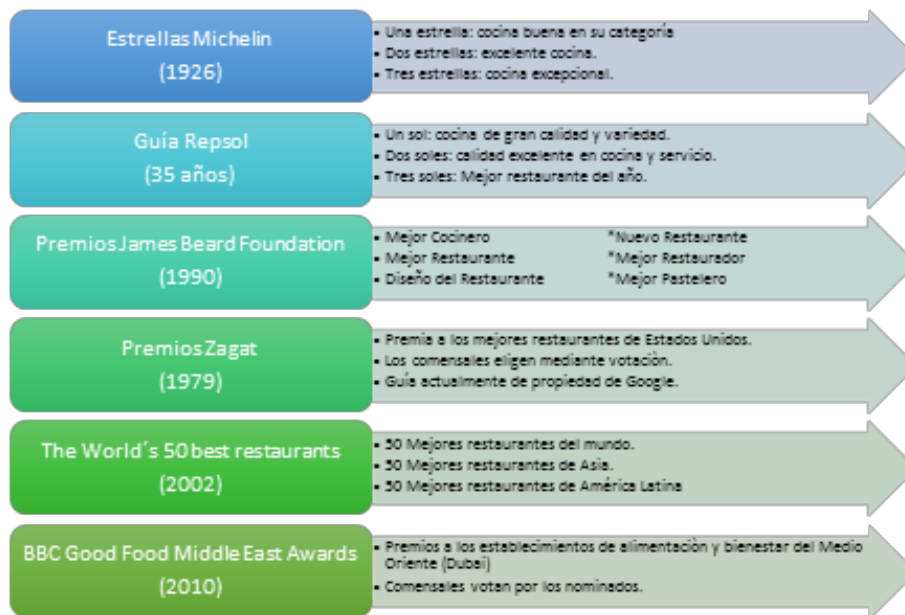 Estrellas Michelin
(1926)
▪ Una estrella: cocina buena en su categoría
▪ Dos estrellas: excelente cocina.
▪ Tres estrellas: cocina excepcional.
Guía Repsol
(35 años)
▪ Un sol: cocina de gran calidad y variedad.
▪ Dos soles: calidad excelente en cocina y servicio.
▪ Tres soles: Mejor restaurante del año.
Premios James Beard Foundation
(1990)
▪ Mejor Cocinero *Nuevo Restaurante
▪ Mejor Restaurante *Mejor Restaurador
▪ Diseño del Restaurante *Mejor Pastelero
Premios Zagat
(1979)
▪ Premia a los mejores restaurantes de Estados Unidos.
▪ Los comensales eligen mediante votaciòn.
▪ Guía actualmente de propiedad de Google.
The World´s 50 best restaurants
(2002)
▪ 50 Mejores restaurantes del mundo.
▪ 50 Mejores restaurantes de Asia.
▪ 50 Mejores restaurantes de América Latina
BBC Good Food Middle East Awards
(2010)
▪ Premios a los establecimientos de alimentaciòn y bienestar del Medio
Oriente (Dubai)
▪ Comensales votan por los nominados.